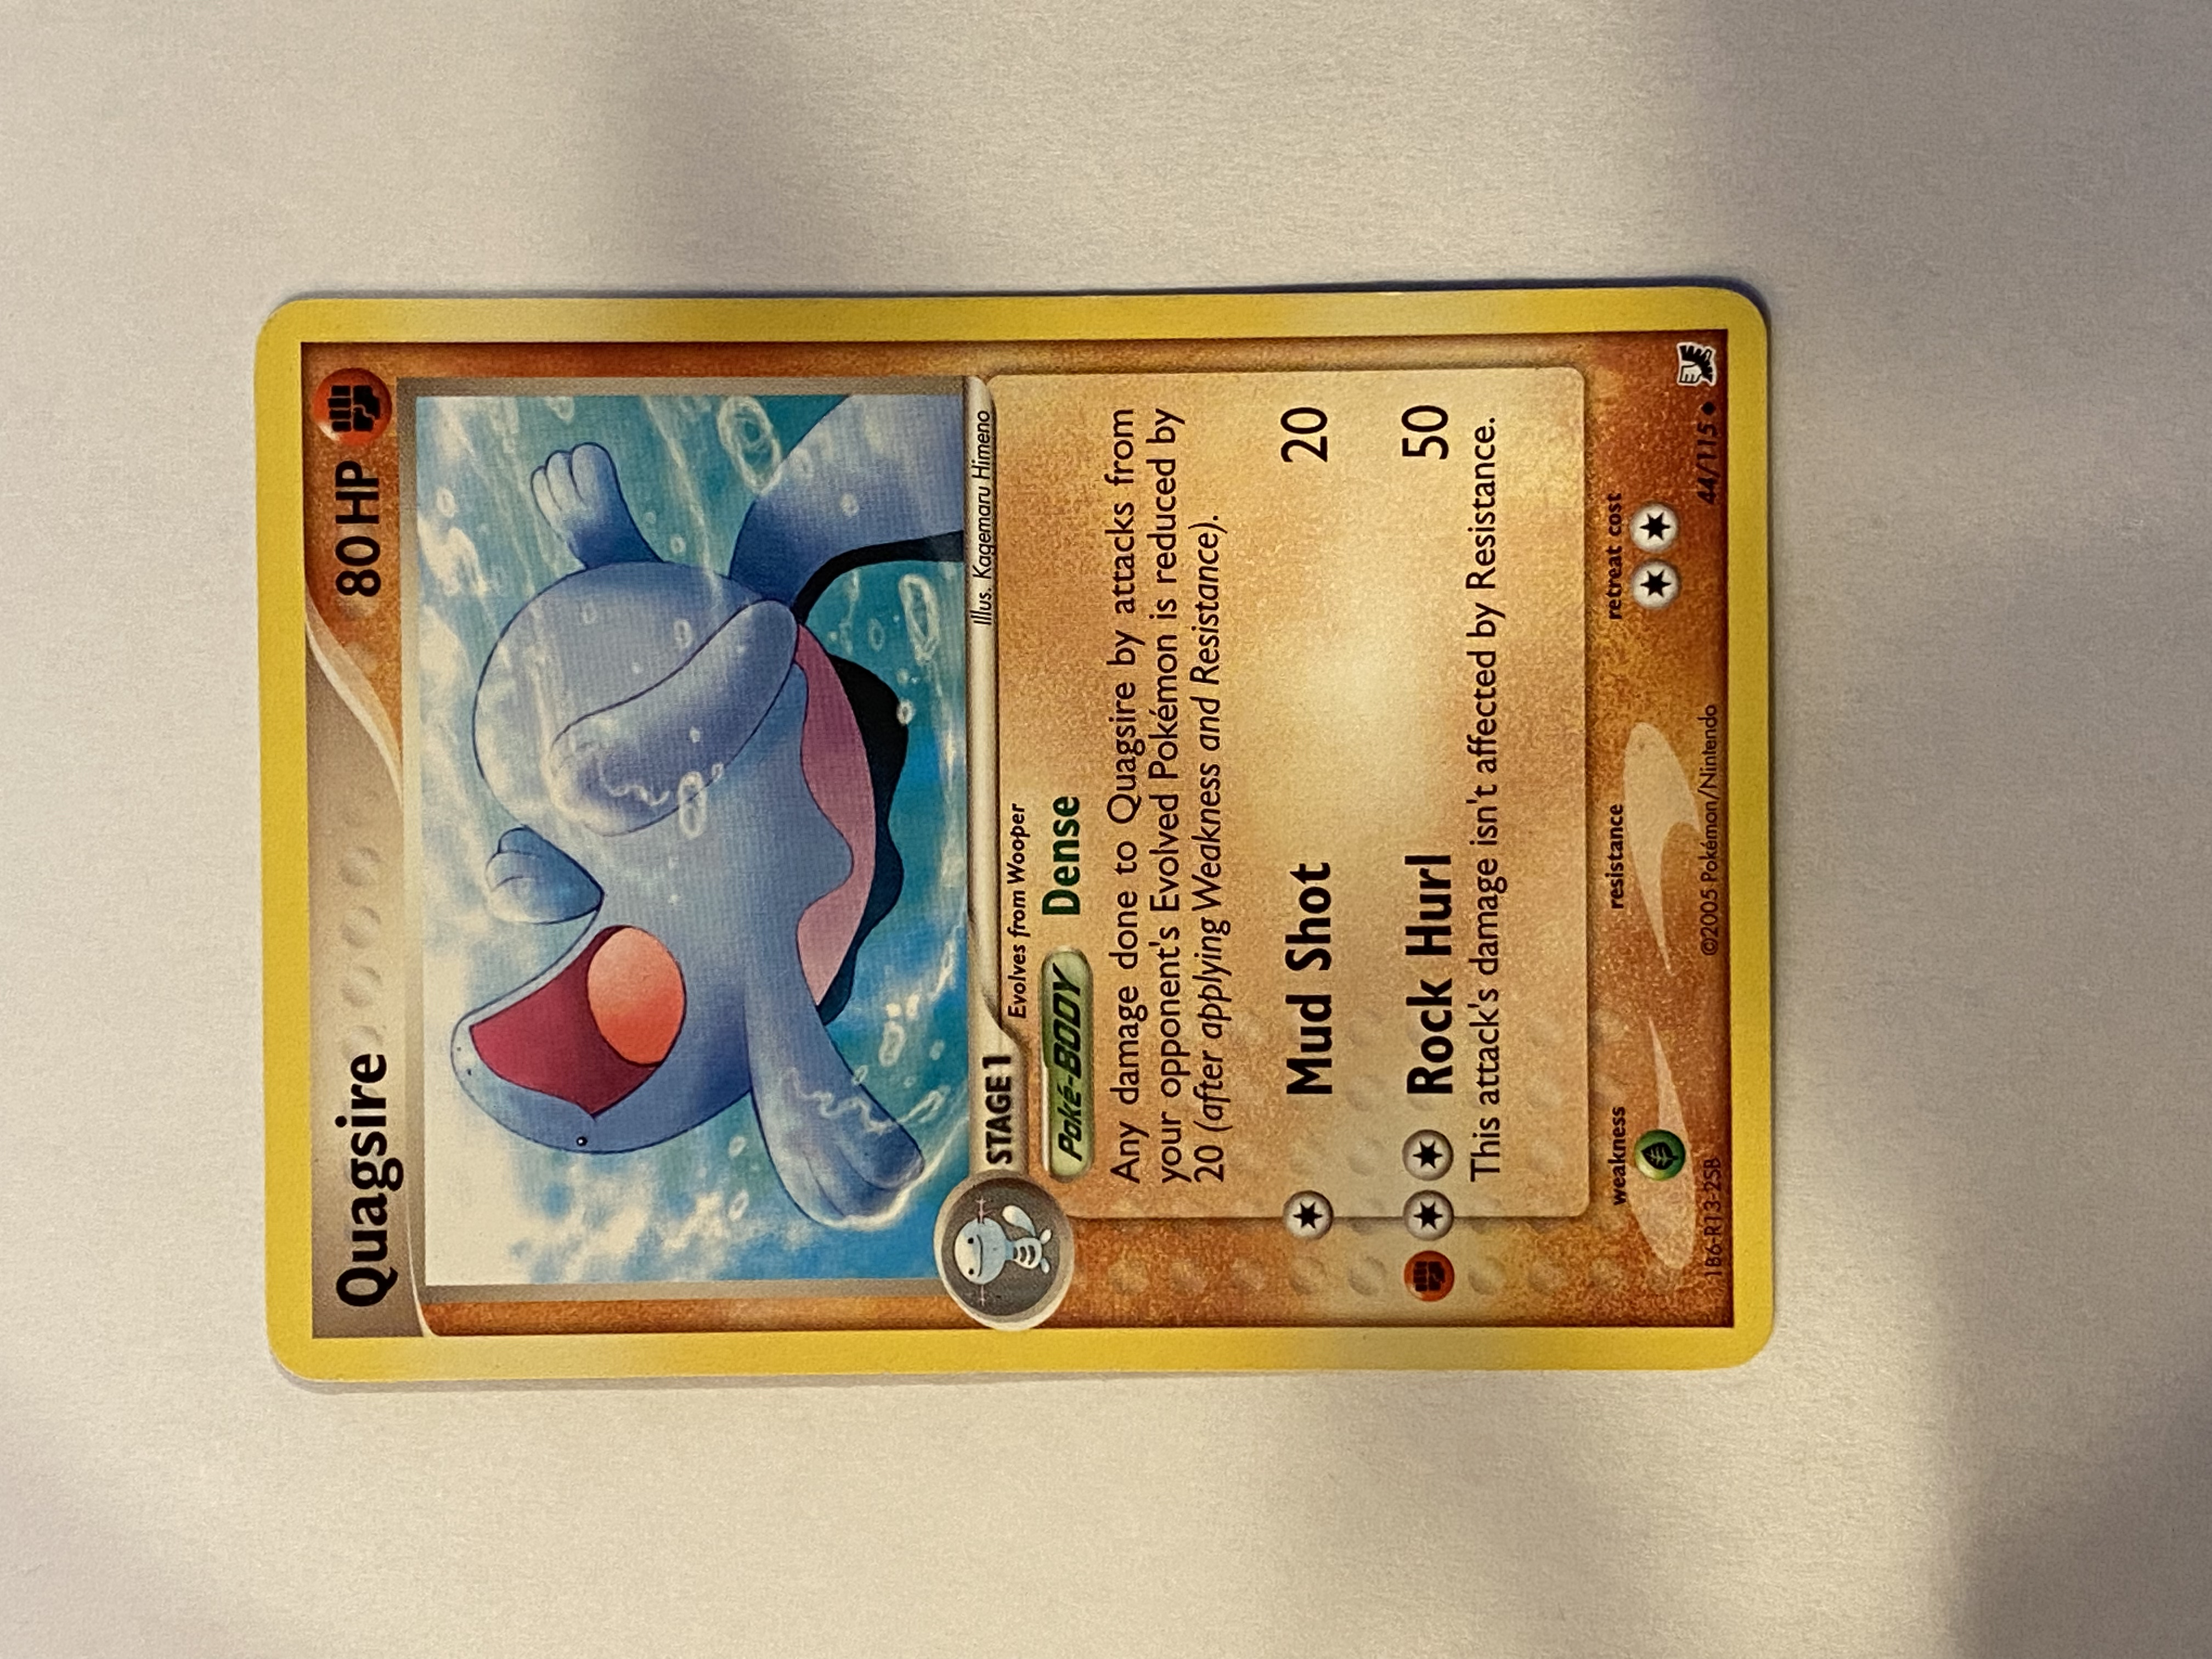 Quagsire 80 HP
Illus. Kagemaru Himeno
STAGE 1
Evolves from Wooper
Poké-BODY Dense
Any damage done to Quagsire by attacks from
your opponent's Evolved Pokémon is reduced by
20 (after applying Weakness and Resistance).
Mud Shot 20
Rock Hurl 50
This attack's damage isn't affected by Resistance.
weakness resistance retreat cost
1B6-R13-2SB ©2005 Pokémon/Nintendo 44/115